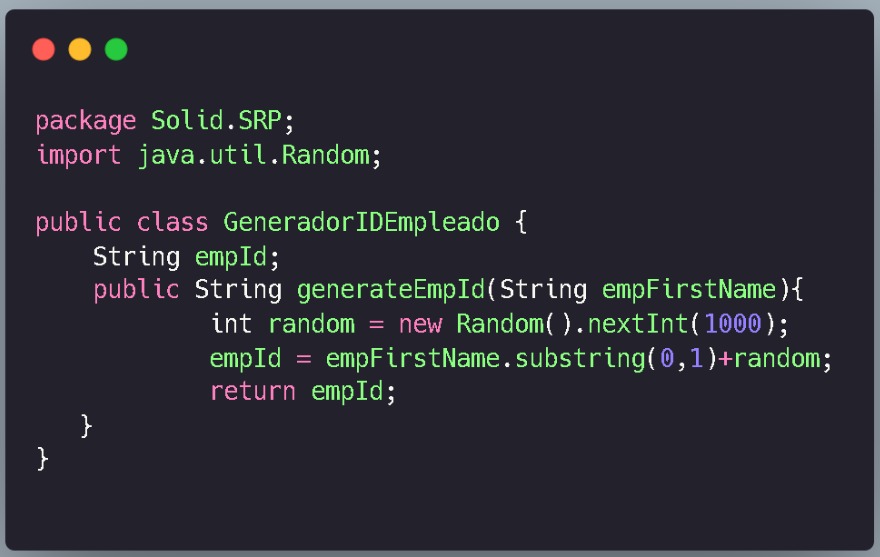 package Solid.SRP;
import java.util.Random;

public class GeneradorIDEmpleado {
    String empId;
    public String generateEmpId(String empFirstName){
            int random = new Random().nextInt(1000);
            empId = empFirstName.substring(0,1)+random;
            return empId;
   }
}